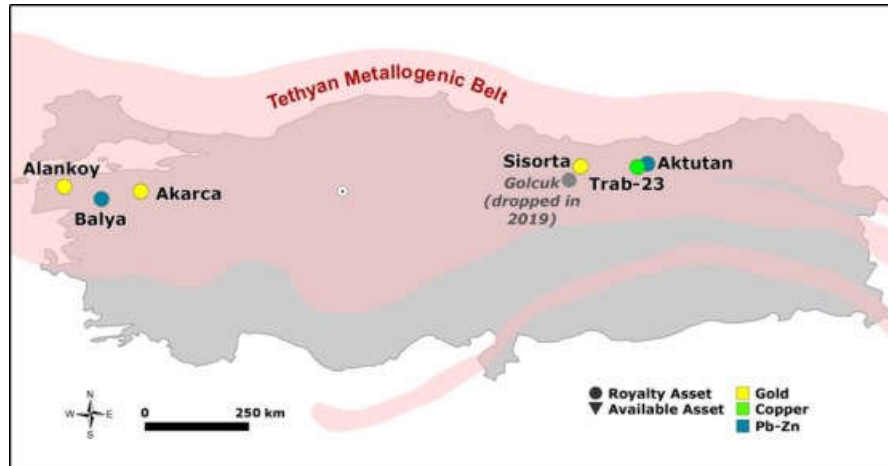 Tethyan Metallogenic Belt
Alankoy
Balya
Akarca
Sisorta
Golcuk
(dropped in
2019)
Trab-23
Aktutan
N
W E
S
0 250 km
Royalty Asset
Available Asset
Gold
Copper
Pb-Zn